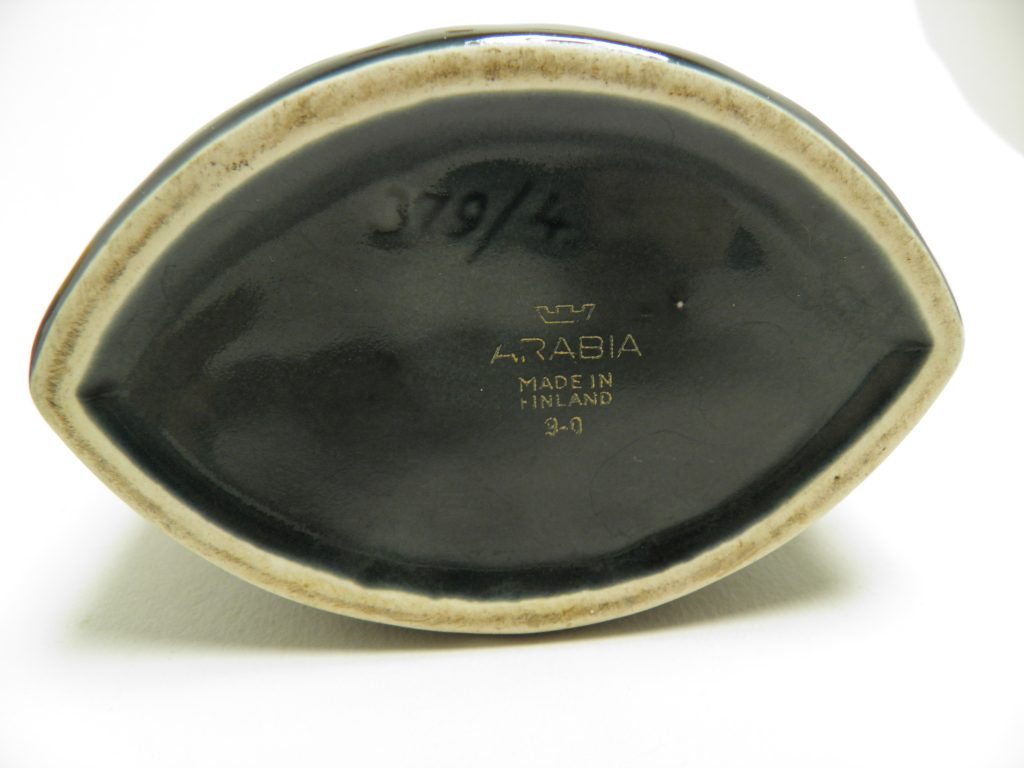 379/4
ARABIA
MADE IN
FINLAND
9-0